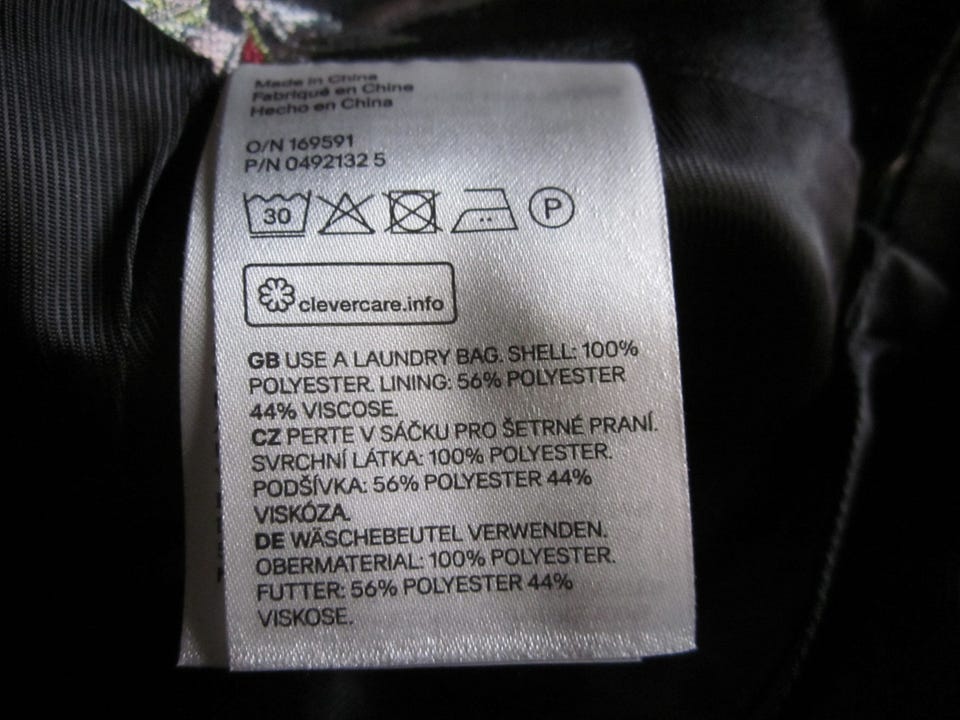 Made in China
Fabriqué en Chine
Hecho en China
O/N 169591
P/N 0492132 5
30 P
clevercare.info
GB USE A LAUNDRY BAG. SHELL: 100%
POLYESTER. LINING: 56% POLYESTER
44% VISCOSE.
CZ PERTE V SÁČKU PRO ŠETRNÉ PRANÍ.
SVRCHNÍ LÁTKA: 100% POLYESTER.
PODŠÍVKA: 56% POLYESTER 44%
VISKÓZA.
DE WÄSCHEBEUTEL VERWENDEN.
OBERMATERIAL: 100% POLYESTER.
FUTTER: 56% POLYESTER 44%
VISKOSE.